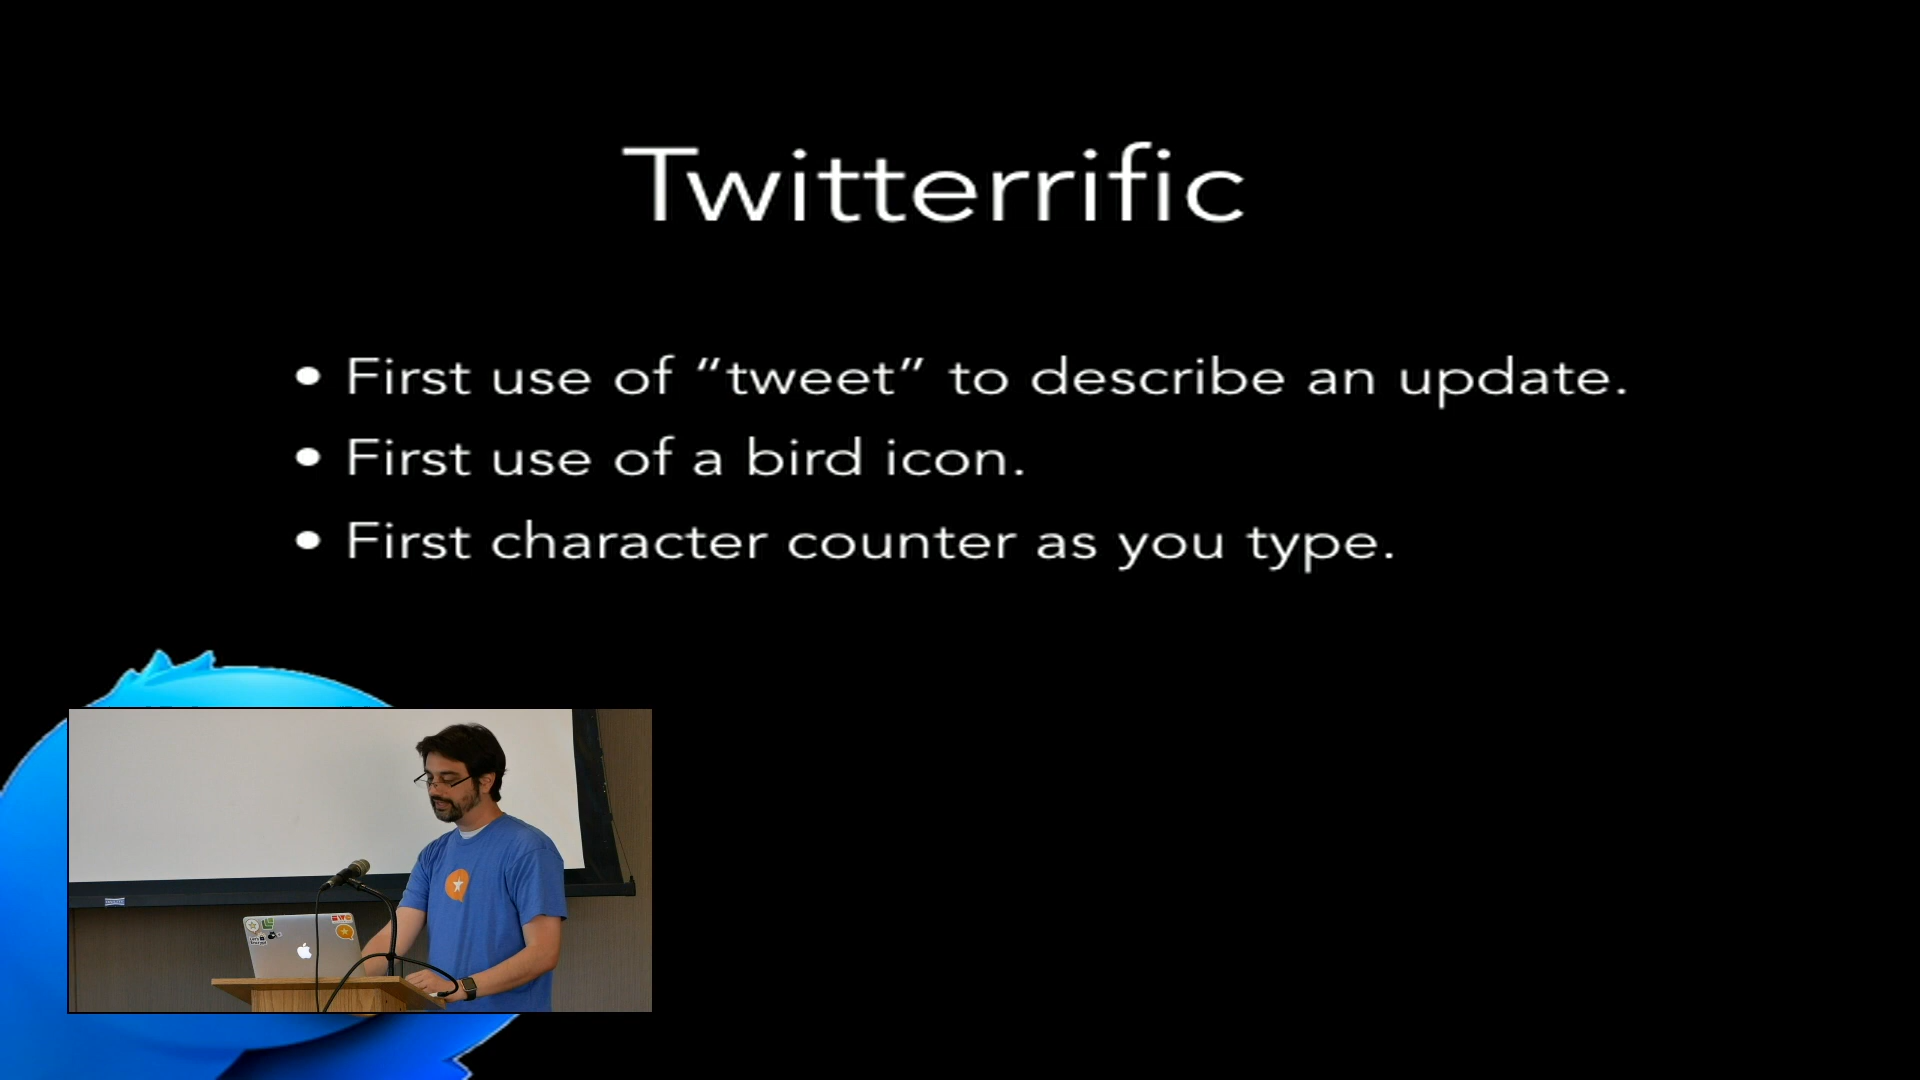 Twitterrific
• First use of “tweet” to describe an update.
• First use of a bird icon.
• First character counter as you type.